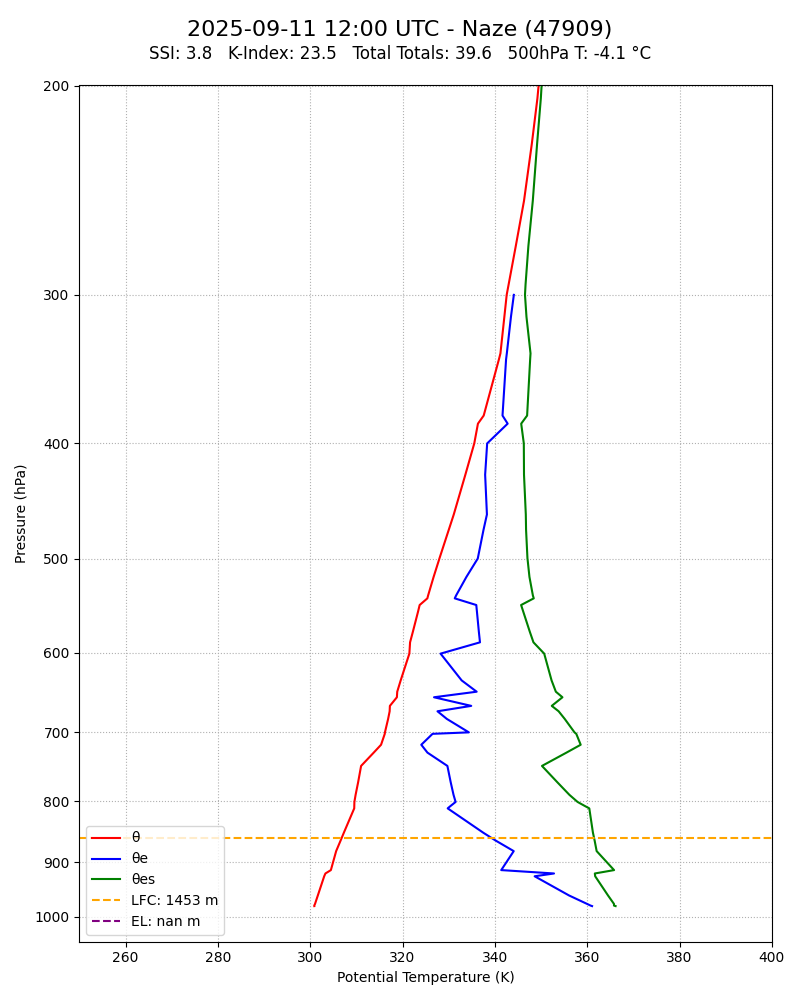 2025-09-11 12:00 UTC - Naze (47909)
SSI: 3.8   K-Index: 23.5   Total Totals: 39.6   500hPa T: -4.1 °C
200
300
400
500
600
700
800
900
1000
Pressure (hPa)
θ
θe
θes
LFC: 1453 m
EL: nan m
260
280
300
320
340
360
380
400
Potential Temperature (K)